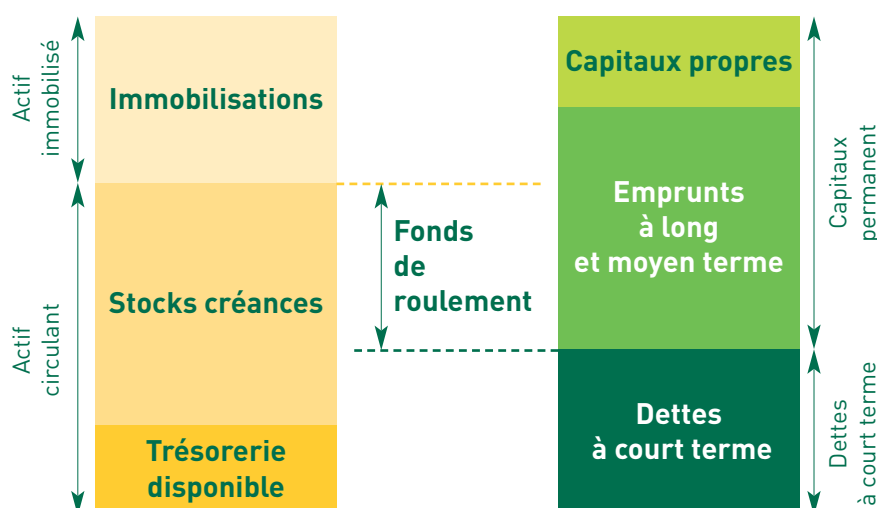 Actif
immobilisé
Actif
circulant
Immobilisations
Stocks créances
Trésorerie
disponible
Fonds
de
roulement
Capitaux propres
Emprunts
à long
et moyen terme
Dettes
à court terme
Capitaux
permanent
Dettes
à court terme